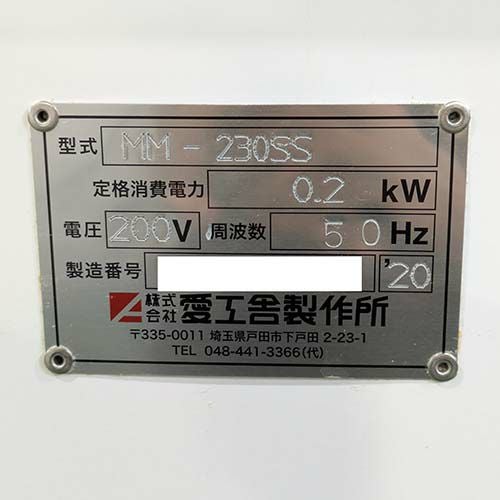 型式 MM-230SS
定格消費電力 0.2 kW
電圧 200V 周波数 50 Hz
製造番号 '20
株式会社 愛工舎製作所
〒335-0011 埼玉県戸田市下戸田 2-23-1
TEL 048-441-3366(代)